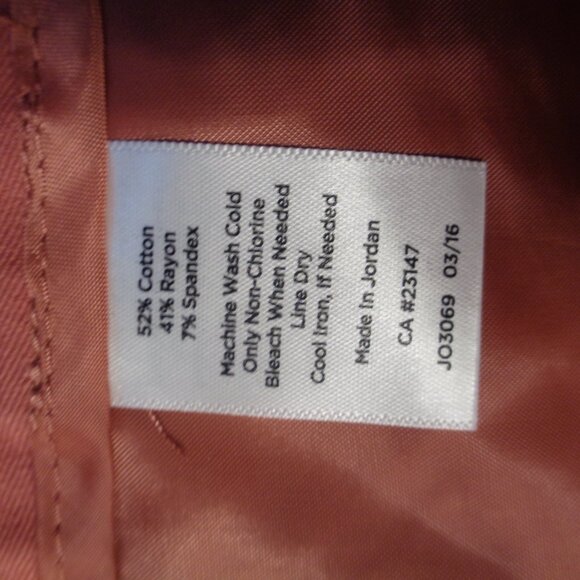 52% Cotton
41% Rayon
7% Spandex
Machine Wash Cold
Only Non-Chlorine
Bleach When Needed
Line Dry
Cool Iron, If Needed
Made In Jordan
CA #23147
JO3069 03/16